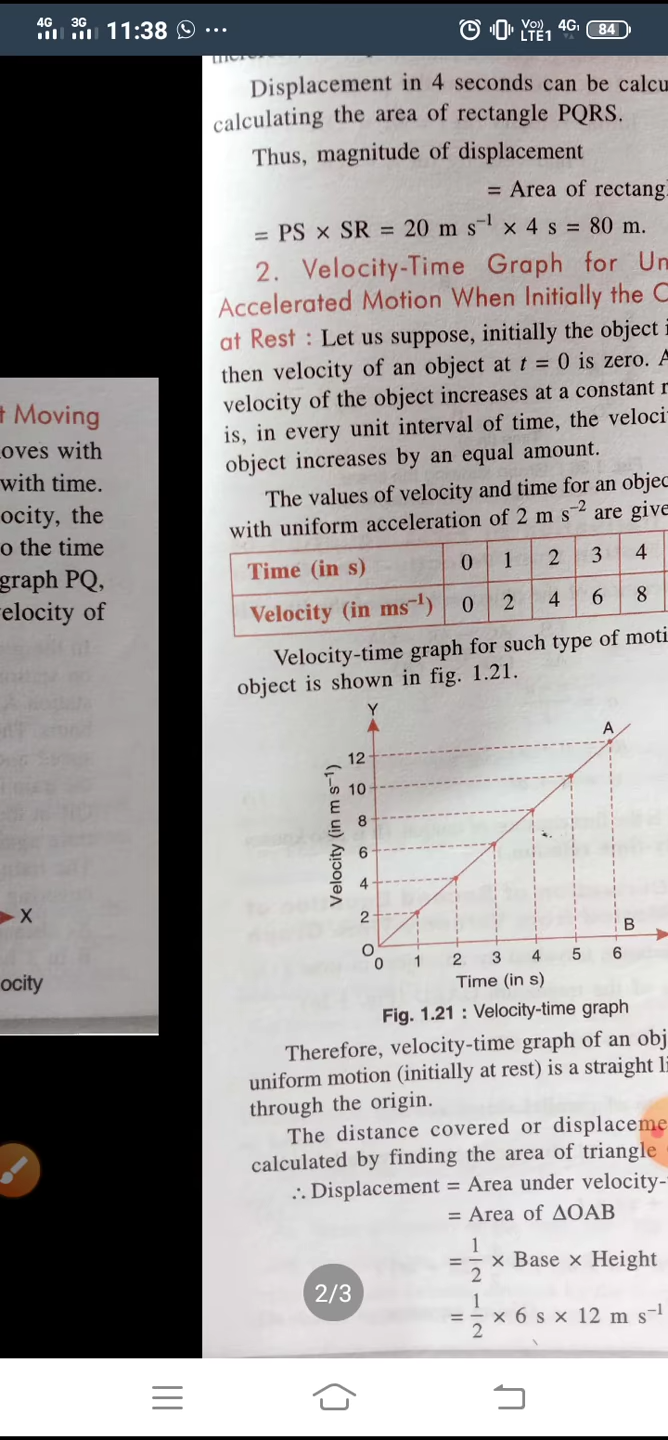 4G 3G 11:38 Vo)) LTE1 4G 84
Displacement in 4 seconds can be calcu
calculating the area of rectangle PQRS.
Thus, magnitude of displacement
= Area of rectang
= PS × SR = 20 m s⁻¹ × 4 s = 80 m.
2. Velocity-Time Graph for Un
Accelerated Motion When Initially the O
at Rest : Let us suppose, initially the object i
then velocity of an object at t = 0 is zero. A
velocity of the object increases at a constant r
is, in every unit interval of time, the veloci
object increases by an equal amount.
The values of velocity and time for an objec
with uniform acceleration of 2 m s⁻² are give
Time (in s) 0 1 2 3 4
Velocity (in ms⁻¹) 0 2 4 6 8
Velocity-time graph for such type of moti
object is shown in fig. 1.21.
Y
A
12
10
8
6
4
2
O
Velocity (in m s⁻¹)
B
0 1 2 3 4 5 6
Time (in s)
Fig. 1.21 : Velocity-time graph
Therefore, velocity-time graph of an obj
uniform motion (initially at rest) is a straight li
through the origin.
The distance covered or displaceme
calculated by finding the area of triangle
∴ Displacement = Area under velocity-
= Area of ΔOAB
= 1/2 × Base × Height
= 1/2 × 6 s × 12 m s⁻¹
t Moving
oves with
with time.
ocity, the
o the time
graph PQ,
elocity of
X
ocity
2/3